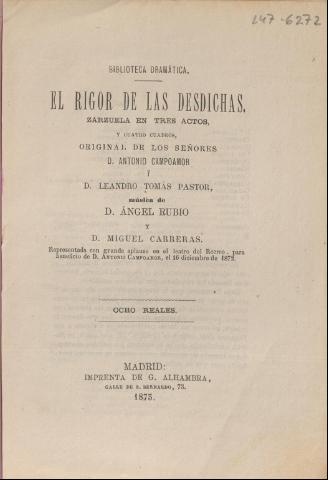 247-6272
BIBLIOTECA DRAMÁTICA.
EL RIGOR DE LAS DESDICHAS.
ZARZUELA EN TRES ACTOS,
Y CUATRO CUADROS,
ORIGINAL DE LOS SEÑORES
D. ANTONIO CAMPOAMOR
Y
D. LEANDRO TOMÁS PASTOR,
música de
D. ÁNGEL RUBIO
Y
D. MIGUEL CARRERAS.
Representada con grande aplauso en el teatro del Recreo, para
beneficio de D. ANTONIO CAMPOAMOR, el 16 diciembre de 1872.
OCHO REALES.
MADRID:
IMPRENTA DE G. ALHAMBRA,
CALLE DE S. BERNARDO, 73.
1873.